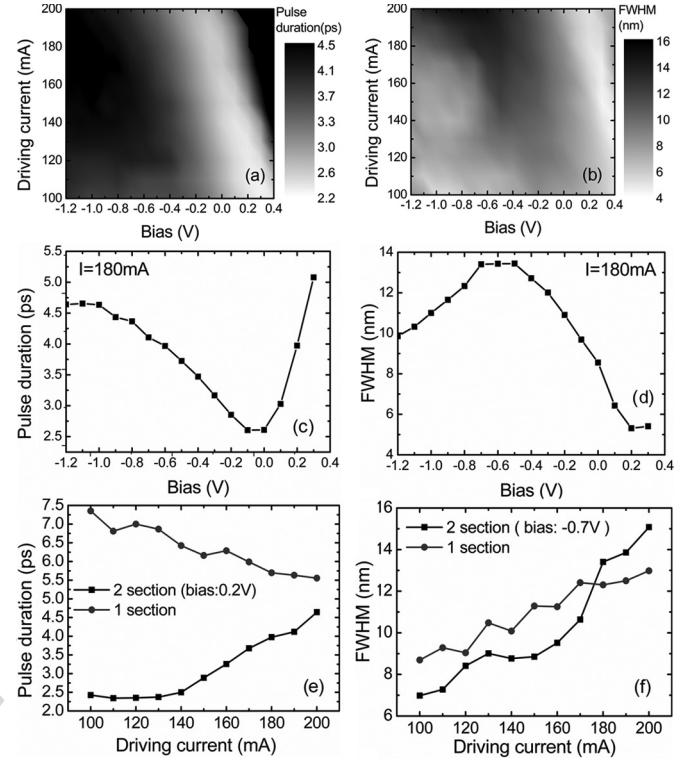 Pulse
duration(ps)
200
180
160
140
120
100
Driving current (mA)
4.5
4.1
3.7
3.3
3.0
2.6
2.2
(a)
-1.2 -1.0 -0.8 -0.6 -0.4 -0.2 0.0 0.2 0.4
Bias (V)
FWHM
(nm)
200
180
160
140
120
100
Driving current (mA)
16
14
12
10
8
6
4
(b)
-1.2 -1.0 -0.8 -0.6 -0.4 -0.2 0.0 0.2 0.4
Bias (V)
5.5
5.0
4.5
4.0
3.5
3.0
2.5
Pulse duration (ps)
I=180mA
(c)
-1.2 -1.0 -0.8 -0.6 -0.4 -0.2 0.0 0.2 0.4
Bias (V)
14
12
10
8
6
4
FWHM (nm)
I=180mA
(d)
-1.2 -1.0 -0.8 -0.6 -0.4 -0.2 0.0 0.2 0.4
Bias (V)
7.5
7.0
6.5
6.0
5.5
5.0
4.5
4.0
3.5
3.0
2.5
2.0
Pulse duration (ps)
2 section (bias:0.2V)
1 section
(e)
100 120 140 160 180 200
Driving current (mA)
16
14
12
10
8
6
FWHM (nm)
2 section ( bias: -0.7V )
1 section
(f)
100 120 140 160 180 200
Driving current (mA)